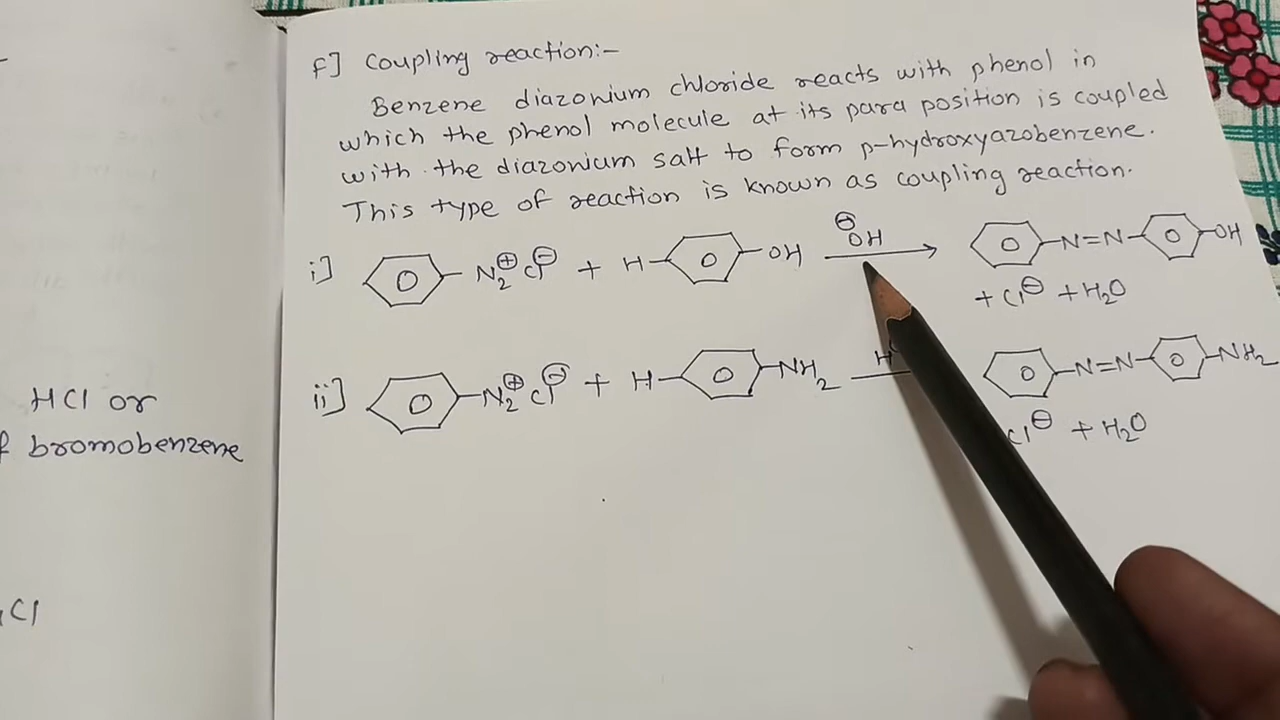 f] Coupling reaction:-
Benzene diazonium chloride reacts with phenol in
which the phenol molecule at its para position is coupled
with the diazonium salt to form p-hydroxyazobenzene.
This type of reaction is known as coupling reaction.
i] N₂⊕ Cl⊖ + H OH ⊖OH → N=N OH
+ Cl⊖ + H₂O
ii] N₂⊕ Cl⊖ + H NH₂ H N=N NH₂
Cl⊖ + H₂O
HCl or
f bromobenzene
Cl